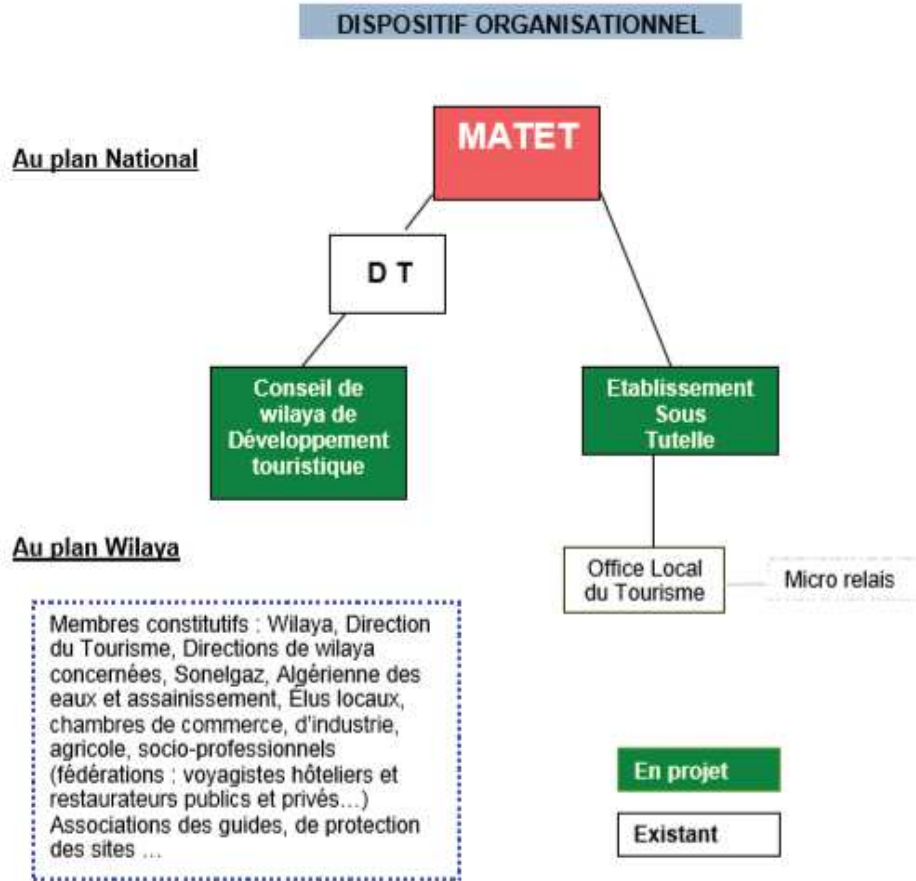 DISPOSITIF ORGANISATIONNEL
MATET
Au plan National
D T
Conseil de
wilaya de
Développement
touristique
Etablissement
Sous
Tutelle
Au plan Wilaya
Office Local
du Tourisme
Micro relais
Membres constitutifs : Wilaya, Direction
du Tourisme, Directions de wilaya
concernées, Sonelgaz, Algérienne des
eaux et assainissement, Élus locaux,
chambres de commerce, d'industrie,
agricole, socio-professionnels
(fédérations : voyagistes hôteliers et
restaurateurs publics et privés…)
Associations des guides, de protection
des sites …
En projet
Existant